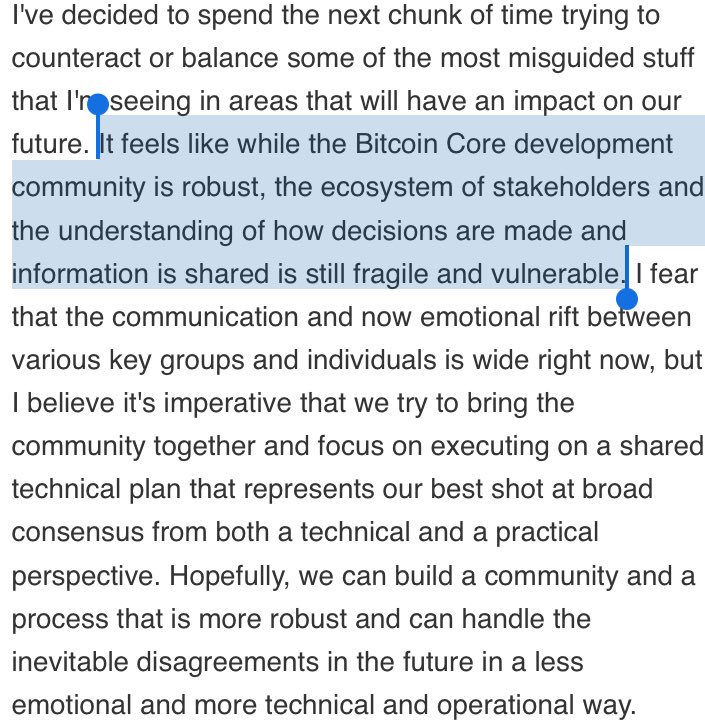 I've decided to spend the next chunk of time trying to
counteract or balance some of the most misguided stuff
that I'm seeing in areas that will have an impact on our
future. It feels like while the Bitcoin Core development
community is robust, the ecosystem of stakeholders and
the understanding of how decisions are made and
information is shared is still fragile and vulnerable. I fear
that the communication and now emotional rift between
various key groups and individuals is wide right now, but
I believe it's imperative that we try to bring the
community together and focus on executing on a shared
technical plan that represents our best shot at broad
consensus from both a technical and a practical
perspective. Hopefully, we can build a community and a
process that is more robust and can handle the
inevitable disagreements in the future in a less
emotional and more technical and operational way.